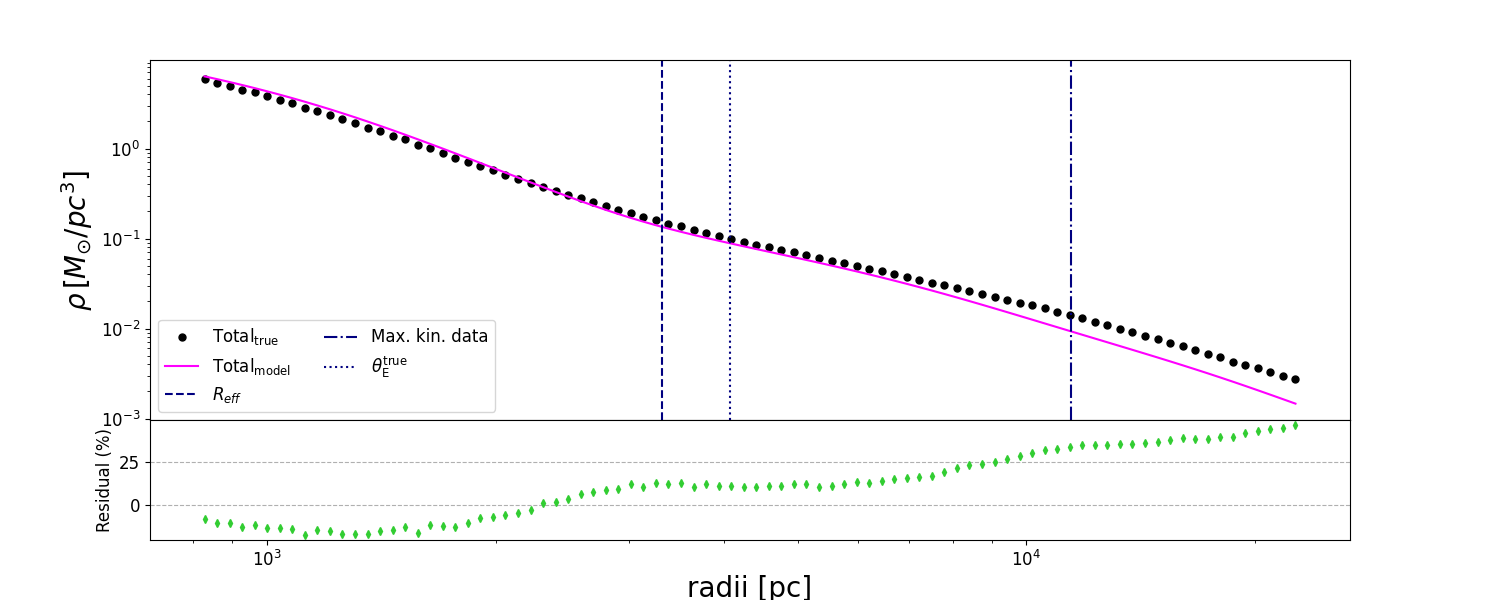 ρ [M⊙/pc³]
10⁰
10⁻¹
10⁻²
10⁻³
Total_true
Total_model
R_eff
Max. kin. data
θ_E^true
Residual (%)
25
0
10³
10⁴
radii [pc]